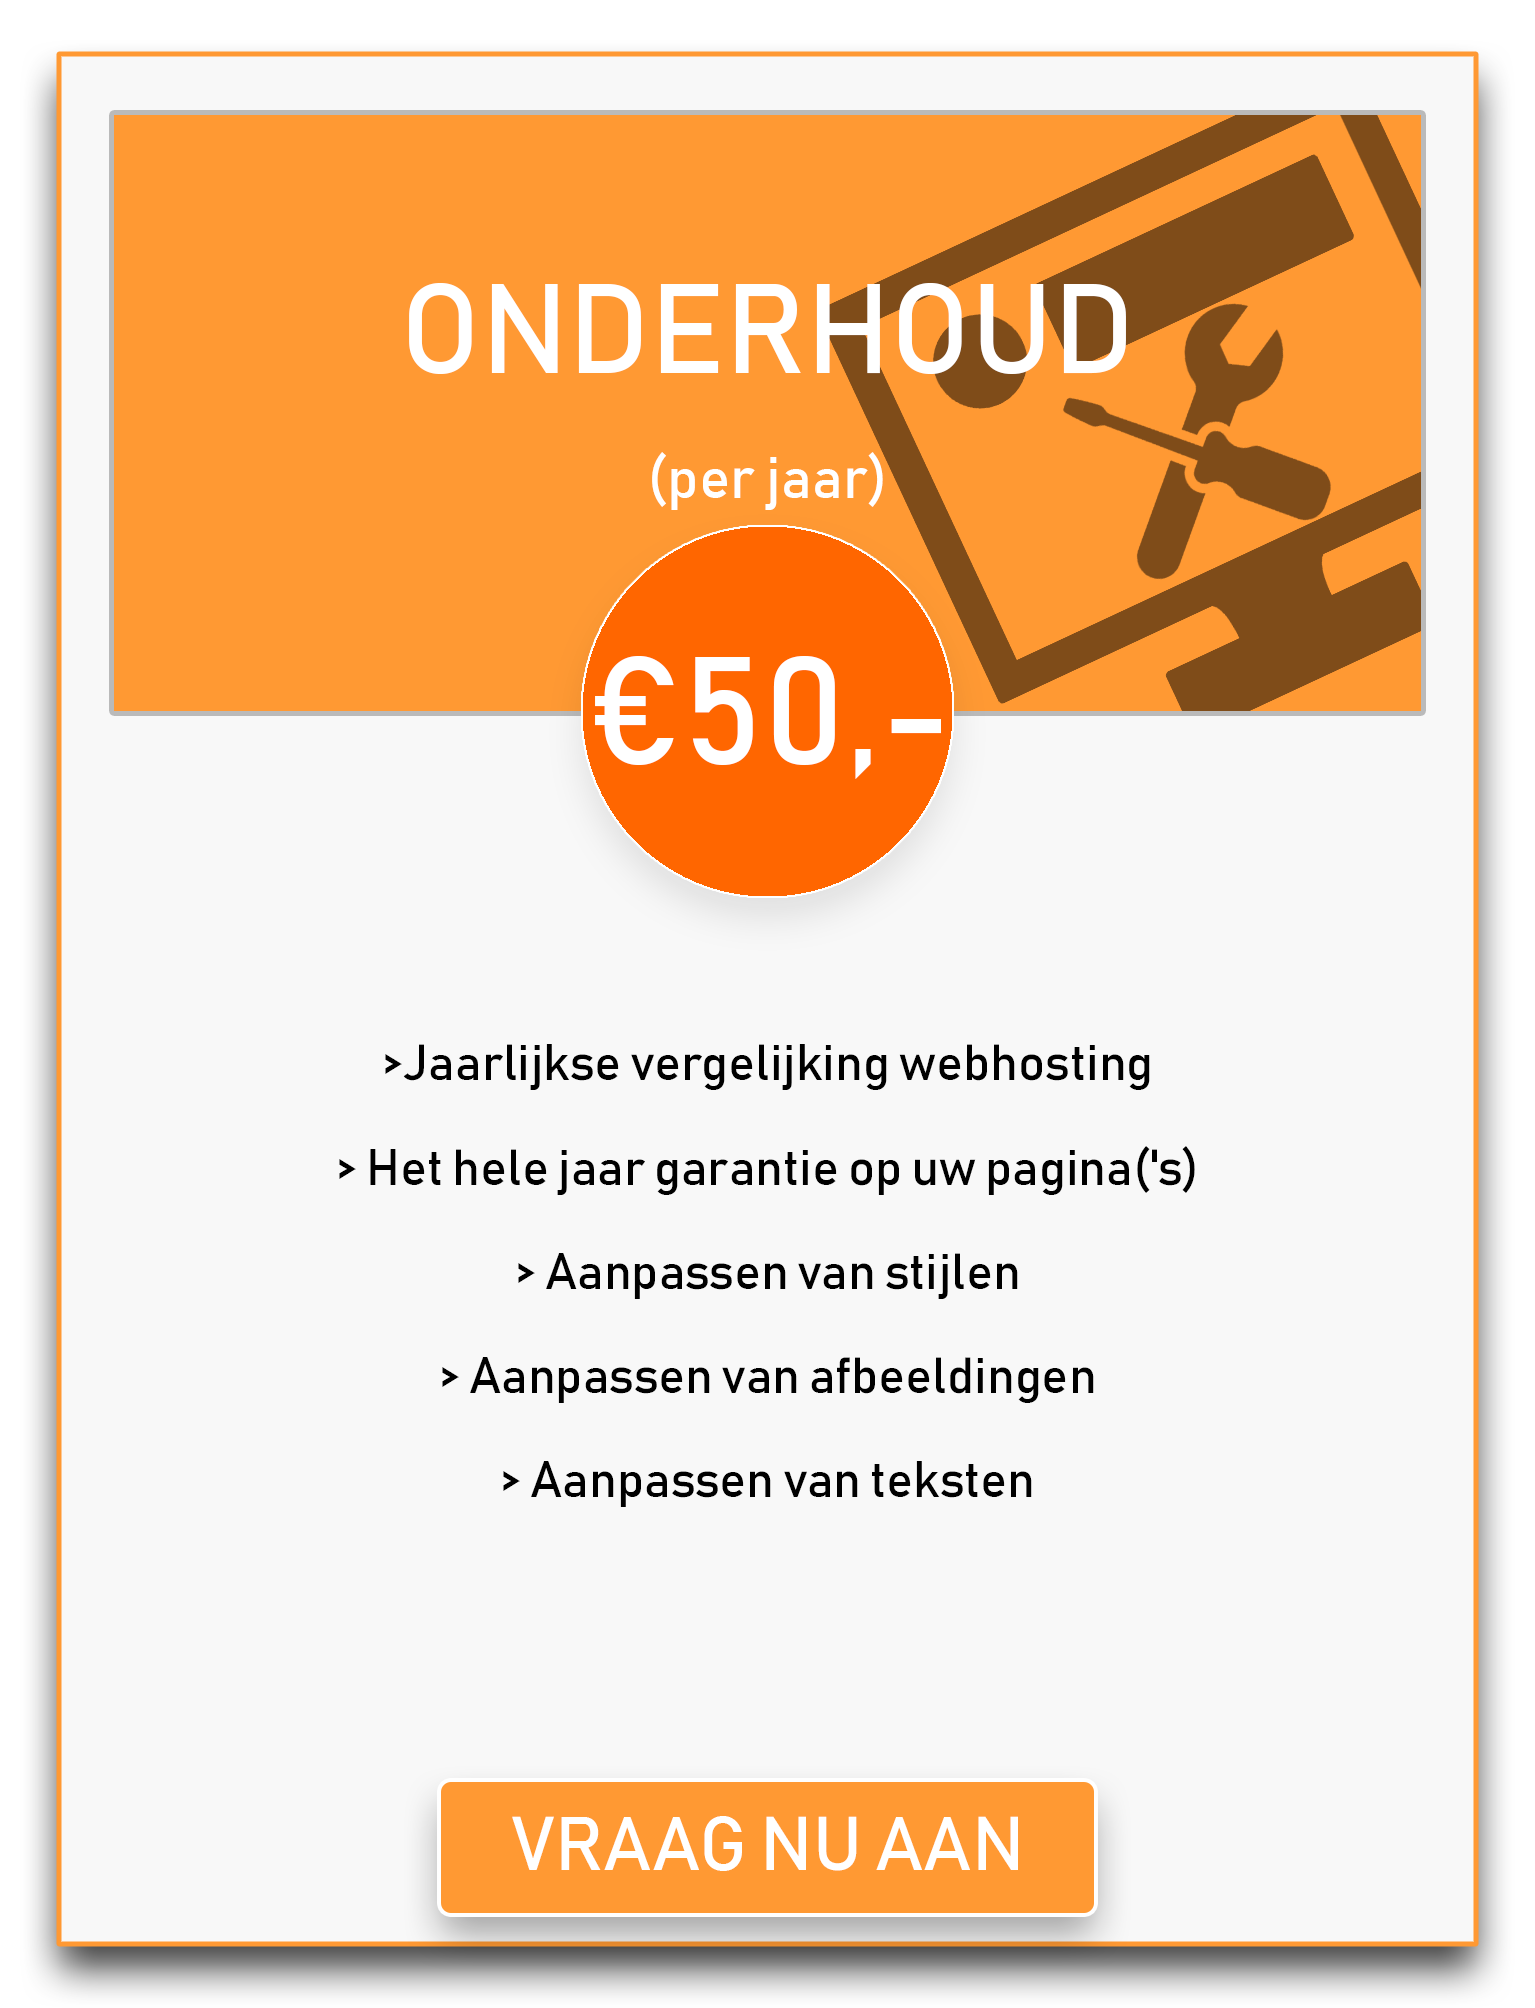 ONDERHOUD
(per jaar)
€50,-
>Jaarlijkse vergelijking webhosting
> Het hele jaar garantie op uw pagina('s)
> Aanpassen van stijlen
> Aanpassen van afbeeldingen
> Aanpassen van teksten
VRAAG NU AAN